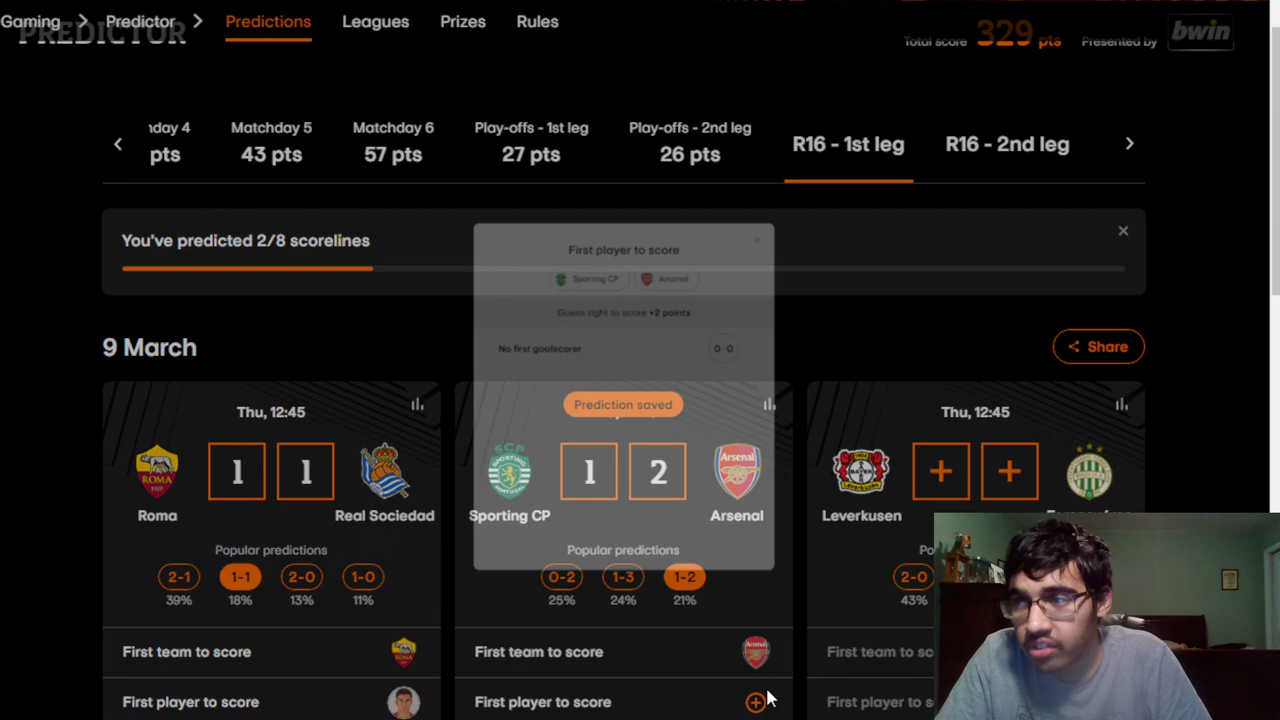 Gaming > Predictor > Predictions Leagues Prizes Rules
PREDICTOR
Total score 329 pts Presented by bwin
day 4
pts
Matchday 5
43 pts
Matchday 6
57 pts
Play-offs - 1st leg
27 pts
Play-offs - 2nd leg
26 pts
R16 - 1st leg
R16 - 2nd leg
You've predicted 2/8 scorelines
First player to score
Sporting CP Arsenal
Guess right to score +2 points
No first goalscorer 0-0
Prediction saved
9 March
Share
Thu, 12:45
ROMA
1927
1 1
Roma Real Sociedad
Popular predictions
2-1 1-1 2-0 1-0
39% 18% 13% 11%
First team to score
First player to score
SCP
SPORTING
PORTUGAL
1 2
Arsenal
Sporting CP Arsenal
Popular predictions
0-2 1-3 1-2
25% 24% 21%
First team to score
First player to score
Thu, 12:45
+ +
Leverkusen
2-0
43%
First team to sc
First player to s